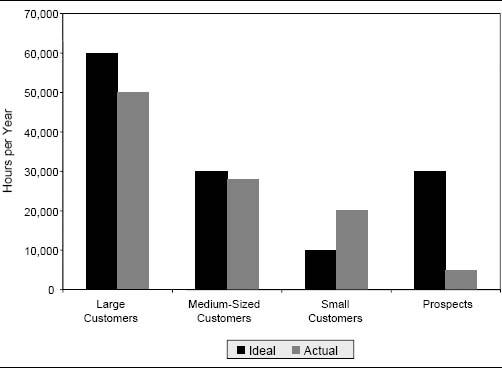 70,000
60,000
50,000
40,000
30,000
20,000
10,000
0
Hours per Year
Large
Customers
Medium-Sized
Customers
Small
Customers
Prospects
Ideal
Actual